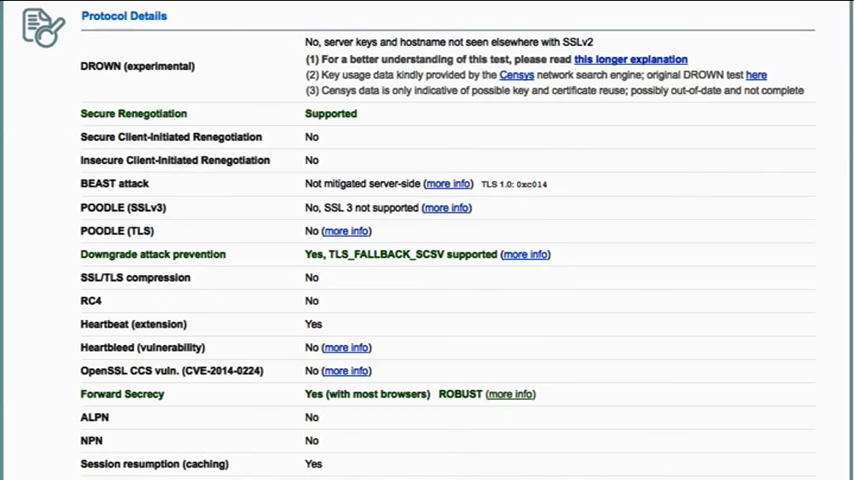 Protocol Details
No, server keys and hostname not seen elsewhere with SSLv2
(1) For a better understanding of this test, please read this longer explanation
DROWN (experimental)
(2) Key usage data kindly provided by the Censys network search engine; original DROWN test here
(3) Censys data is only indicative of possible key and certificate reuse; possibly out-of-date and not complete
Secure Renegotiation Supported
Secure Client-Initiated Renegotiation No
Insecure Client-Initiated Renegotiation No
BEAST attack Not mitigated server-side (more info) TLS 1.0: 0xc014
POODLE (SSLv3) No, SSL 3 not supported (more info)
POODLE (TLS) No (more info)
Downgrade attack prevention Yes, TLS_FALLBACK_SCSV supported (more info)
SSL/TLS compression No
RC4 No
Heartbeat (extension) Yes
Heartbleed (vulnerability) No (more info)
OpenSSL CCS vuln. (CVE-2014-0224) No (more info)
Forward Secrecy Yes (with most browsers) ROBUST (more info)
ALPN No
NPN No
Session resumption (caching) Yes